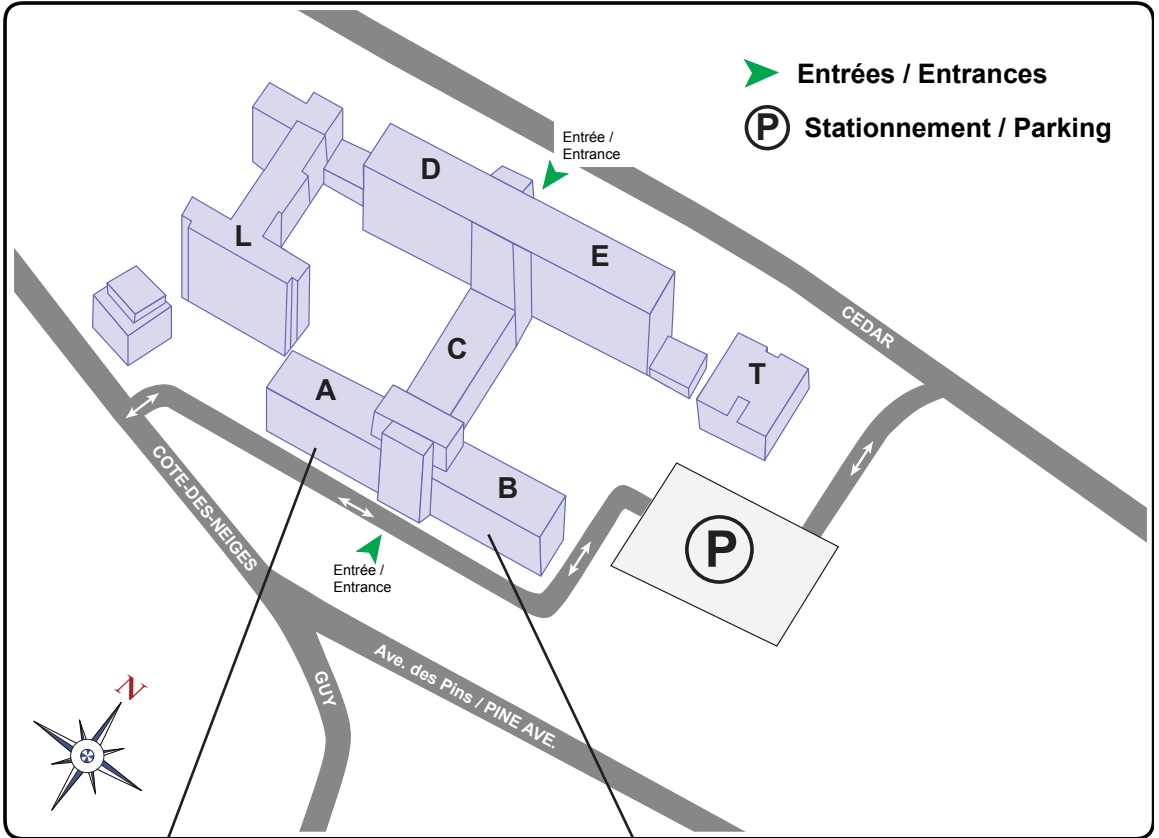 Entrées / Entrances
P Stationnement / Parking
Entrée /
Entrance
D
L
E
CEDAR
C
T
A
B
COTE-DES-NEIGES
P
Entrée /
Entrance
Ave. des Pins / PINE AVE.
GUY
N